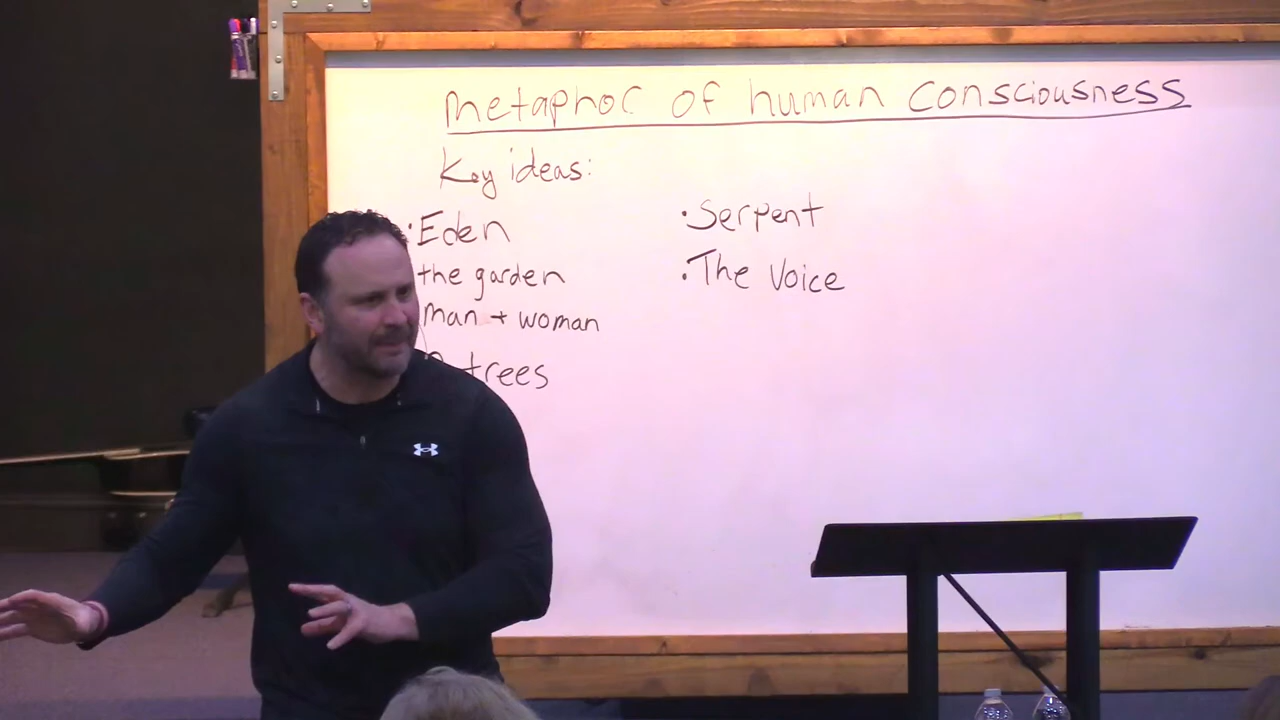 metaphor of human consciousness
Key ideas:
·Eden
the garden
man + woman
trees
·Serpent
·The Voice